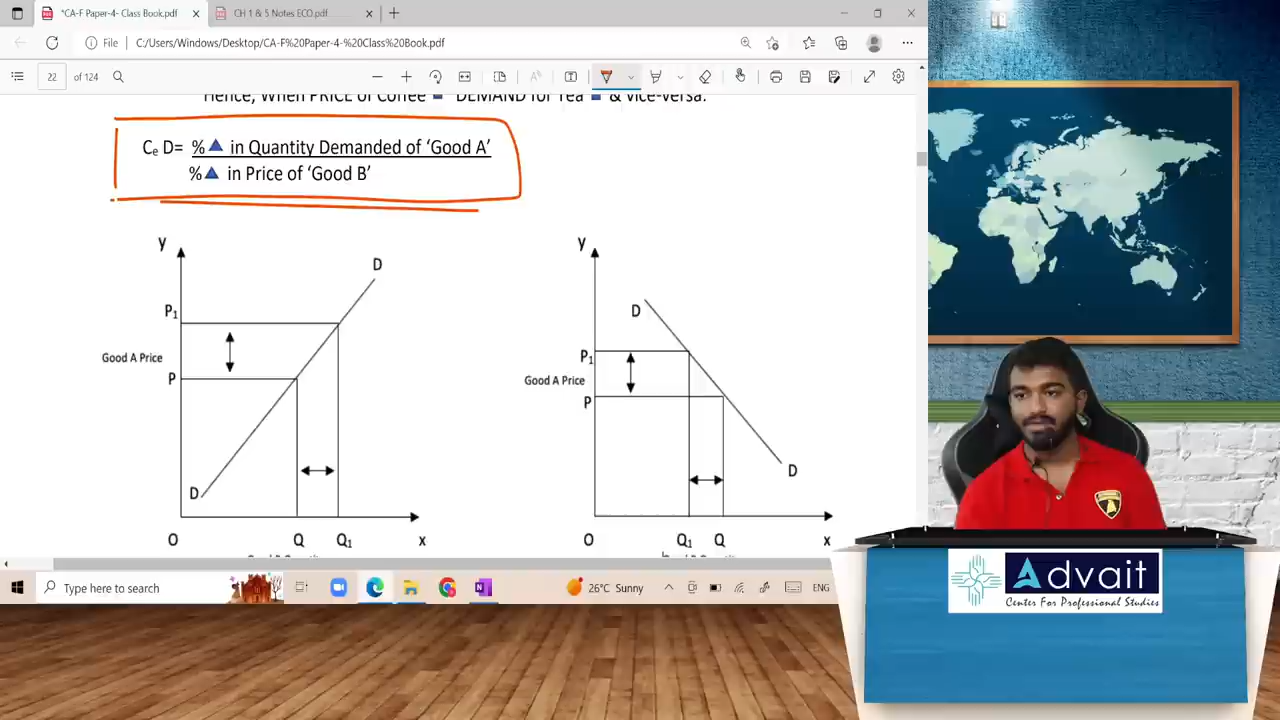 *CA-F Paper-4- Class Book.pdf
CH 1 & 5 Notes ECO.pdf
File
C:/Users/Windows/Desktop/CA-F%20Paper-4-%20Class%20Book.pdf
22 of 124
Hence, When PRICE of Coffee DEMAND for Tea & vice-versa.
Ce D= % in Quantity Demanded of ‘Good A’
% in Price of ‘Good B’
y
D
P1
Good A Price
P
D
O Q Q1 x
y
D
P1
Good A Price
P
D
O Q1 Q x
Type here to search
26°C Sunny
ENG
Advait
Center For Professional Studies